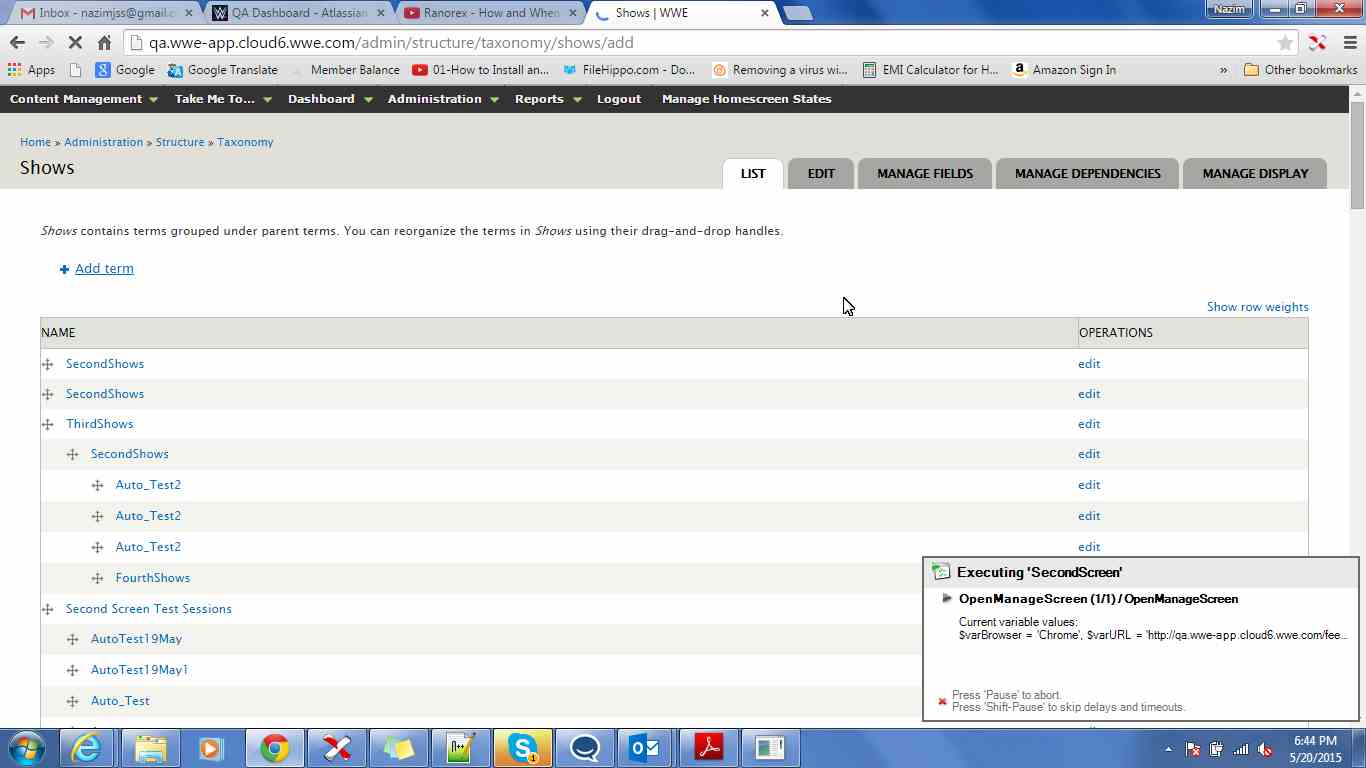 Inbox - nazimjss@gmail.c
QA Dashboard - Atlassian
Ranorex - How and When
Shows | WWE
Nazim
qa.wwe-app.cloud6.wwe.com/admin/structure/taxonomy/shows/add
Apps Google Google Translate Member Balance 01-How to Install an... FileHippo.com - Do... Removing a virus wi... EMI Calculator for H... Amazon Sign In » Other bookmarks
Content Management Take Me To... Dashboard Administration Reports Logout Manage Homescreen States
Home » Administration » Structure » Taxonomy
Shows
LIST EDIT MANAGE FIELDS MANAGE DEPENDENCIES MANAGE DISPLAY
Shows contains terms grouped under parent terms. You can reorganize the terms in Shows using their drag-and-drop handles.
Add term
Show row weights
NAME OPERATIONS
SecondShows edit
SecondShows edit
ThirdShows edit
SecondShows edit
Auto_Test2 edit
Auto_Test2 edit
Auto_Test2 edit
FourthShows
Second Screen Test Sessions
AutoTest19May
AutoTest19May1
Auto_Test
Executing 'SecondScreen'
OpenManageScreen (1/1) / OpenManageScreen
Current variable values:
$varBrowser = 'Chrome', $varURL = 'http://qa.wwe-app.cloud6.wwe.com/fee...
Press 'Pause' to abort.
Press 'Shift-Pause' to skip delays and timeouts.
6:44 PM
5/20/2015